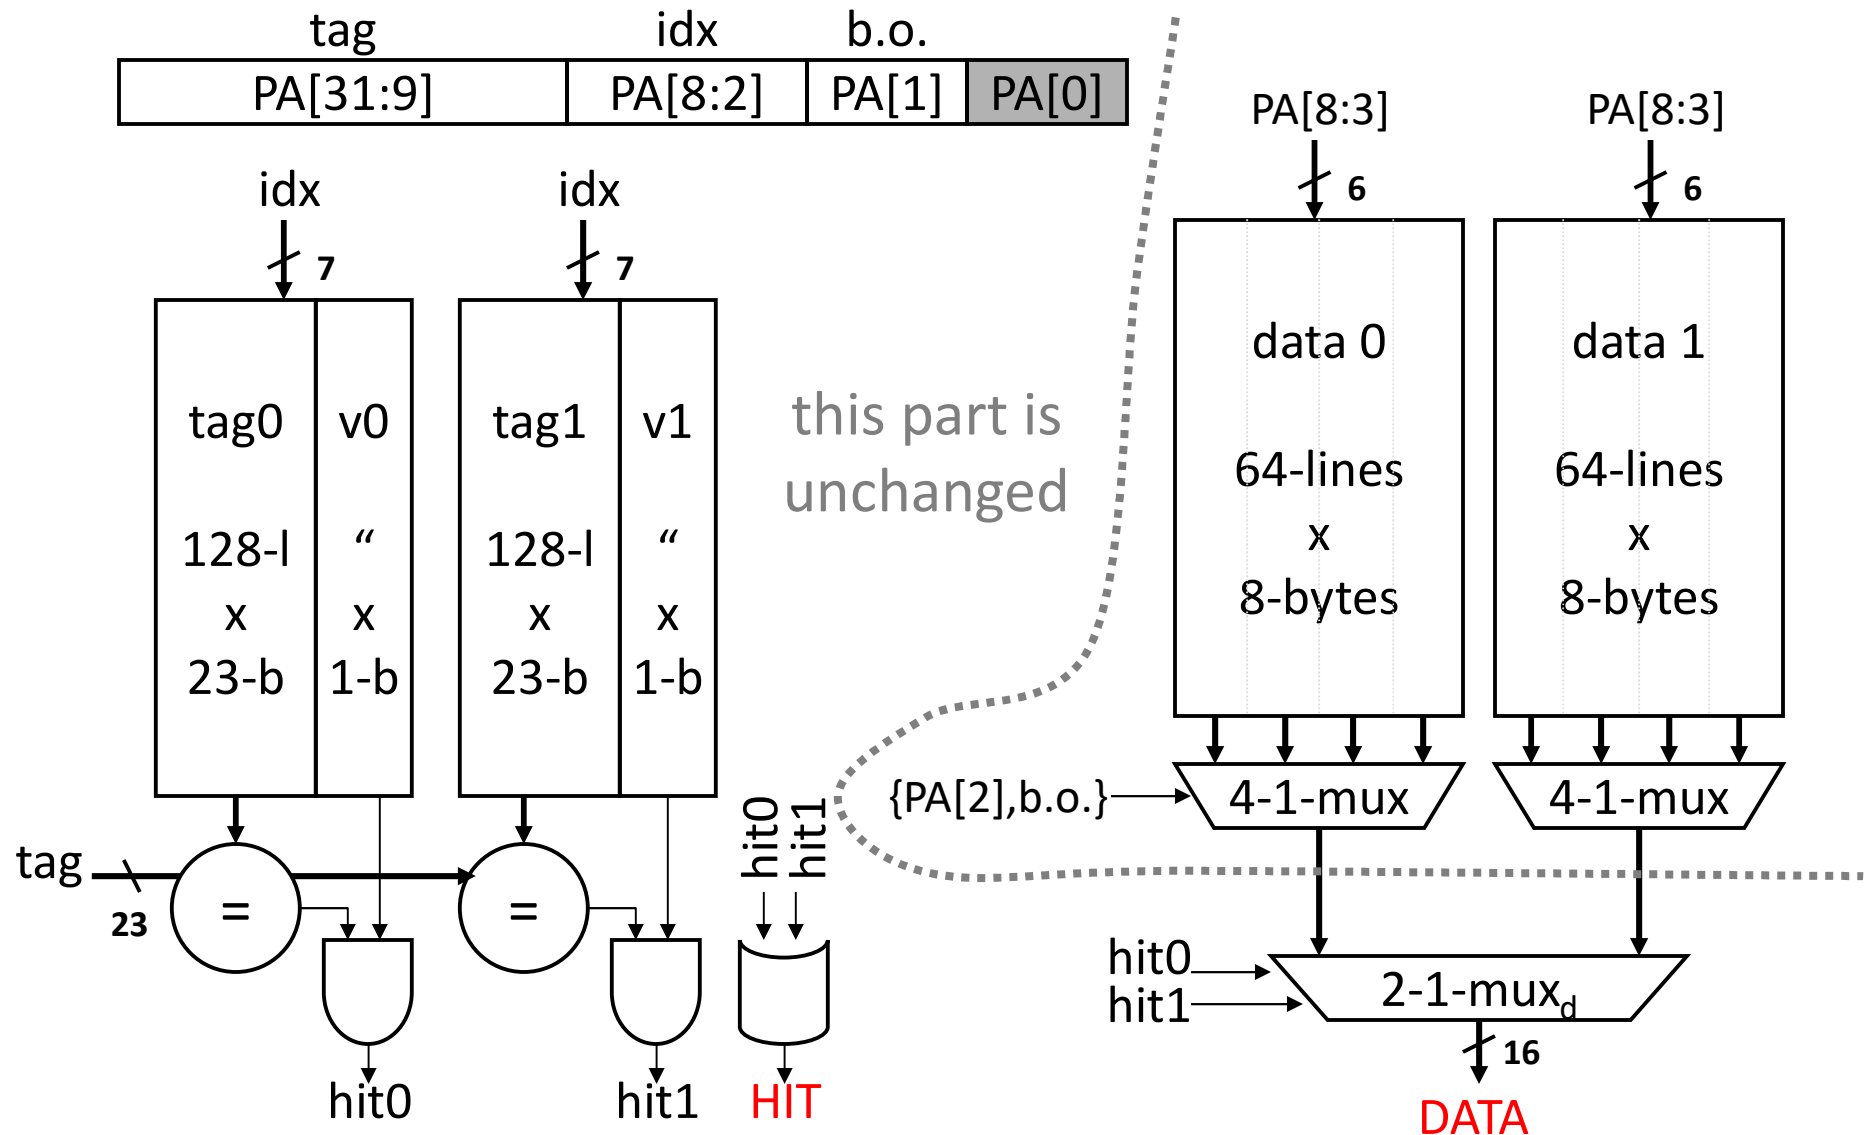 tag idx b.o.
PA[31:9] PA[8:2] PA[1] PA[0]
idx idx
7 7
tag0 v0 tag1 v1
128-l “ 128-l “
x x x x
23-b 1-b 23-b 1-b
tag
23
= =
hit0 hit1
hit0 hit1 HIT
this part is
unchanged
PA[8:3] PA[8:3]
6 6
data 0 data 1
64-lines 64-lines
x x
8-bytes 8-bytes
{PA[2],b.o.} 4-1-mux 4-1-mux
hit0
hit1
2-1-muxd
16
DATA